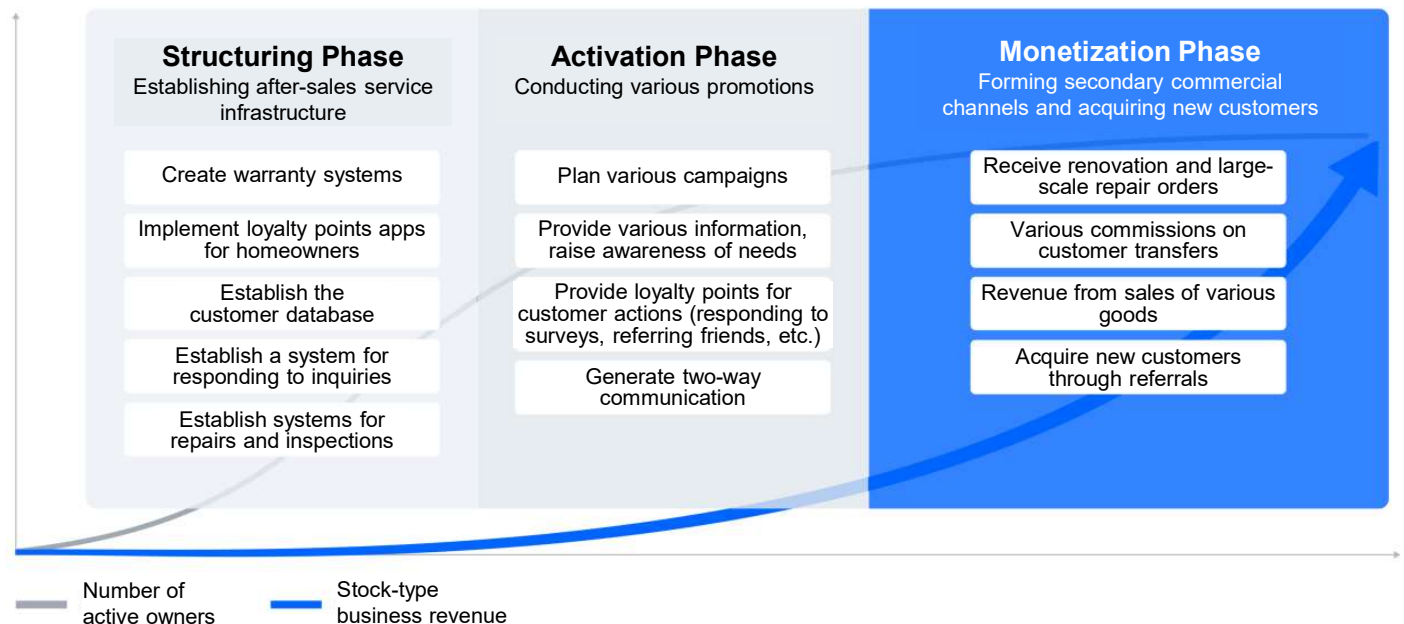 Structuring Phase
Establishing after-sales service
infrastructure
Create warranty systems
Implement loyalty points apps
for homeowners
Establish the
customer database
Establish a system for
responding to inquiries
Establish systems for
repairs and inspections
Activation Phase
Conducting various promotions
Plan various campaigns
Provide various information,
raise awareness of needs
Provide loyalty points for
customer actions (responding to
surveys, referring friends, etc.)
Generate two-way
communication
Monetization Phase
Forming secondary commercial
channels and acquiring new customers
Receive renovation and large-
scale repair orders
Various commissions on
customer transfers
Revenue from sales of various
goods
Acquire new customers
through referrals
Number of
active owners
Stock-type
business revenue